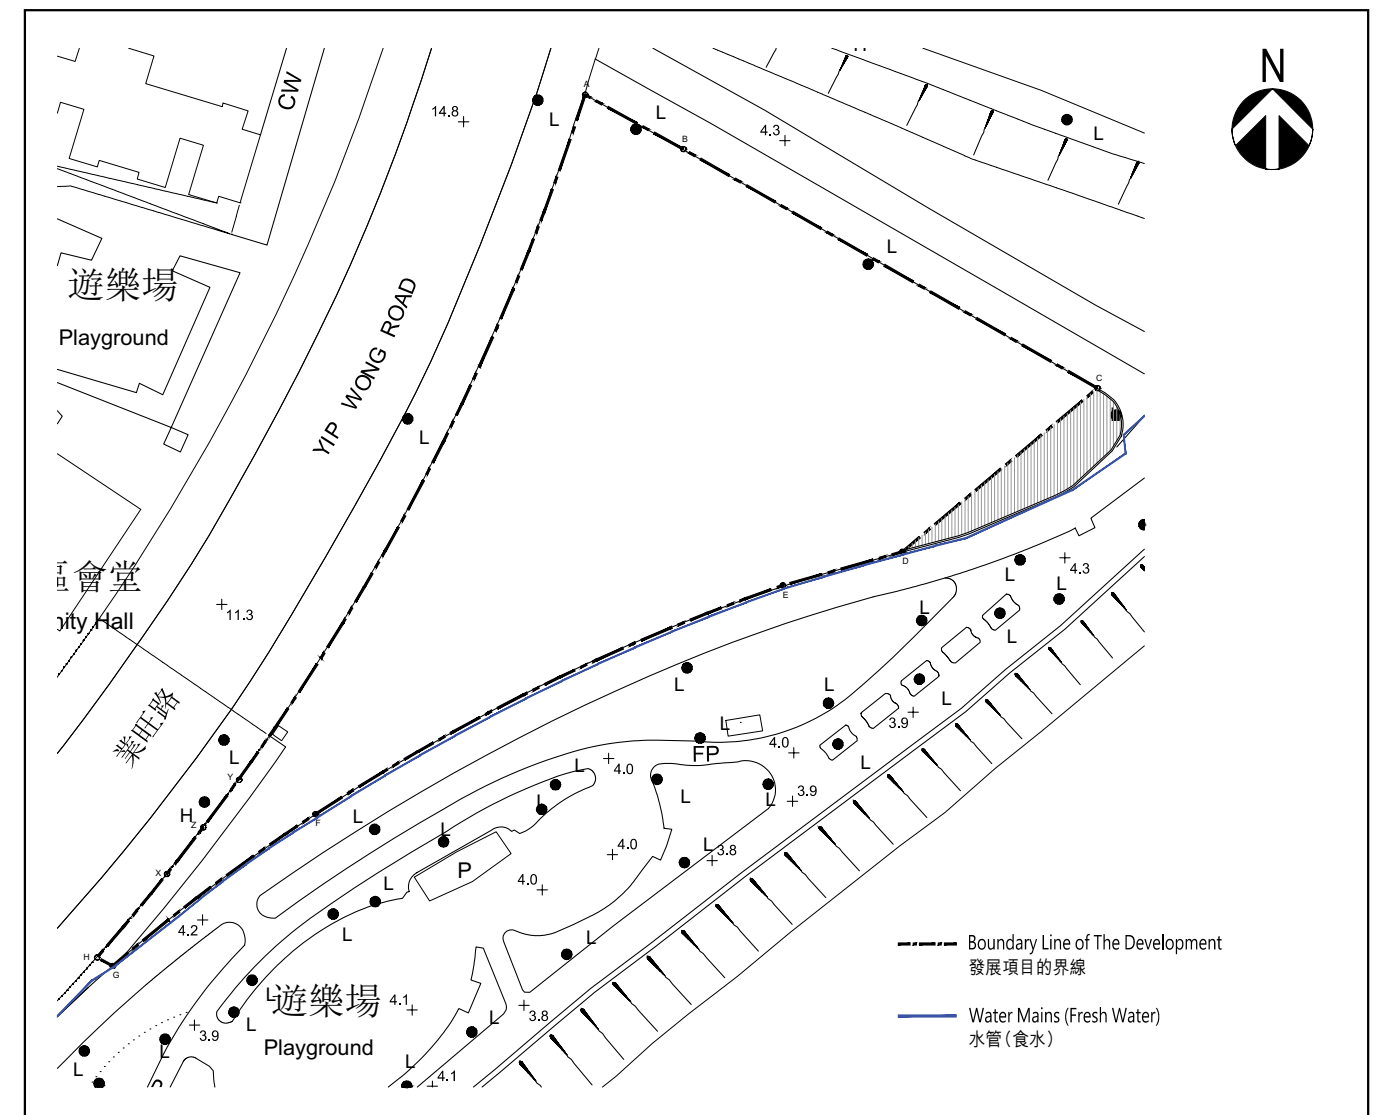 N
A
L
CW
14.8
L
B
4.3
L
L
遊樂場
Playground
YIP WONG ROAD
L
C
區會堂
nity Hall
11.3
D
E
4.3
L
L
L
L
L
業旺路
L
Y
L
3.9
L
L
FP
4.0
4.0
L
H
Z
F
L
L
L
L
3.9
L
L
3.8
4.0
X
P
L
4.0
4.2
L
H
G
L
L
遊樂場
4.1
3.8
L
3.9
L
L
L
Playground
L
4.1
Boundary Line of The Development
發展項目的界線
Water Mains (Fresh Water)
水管(食水)